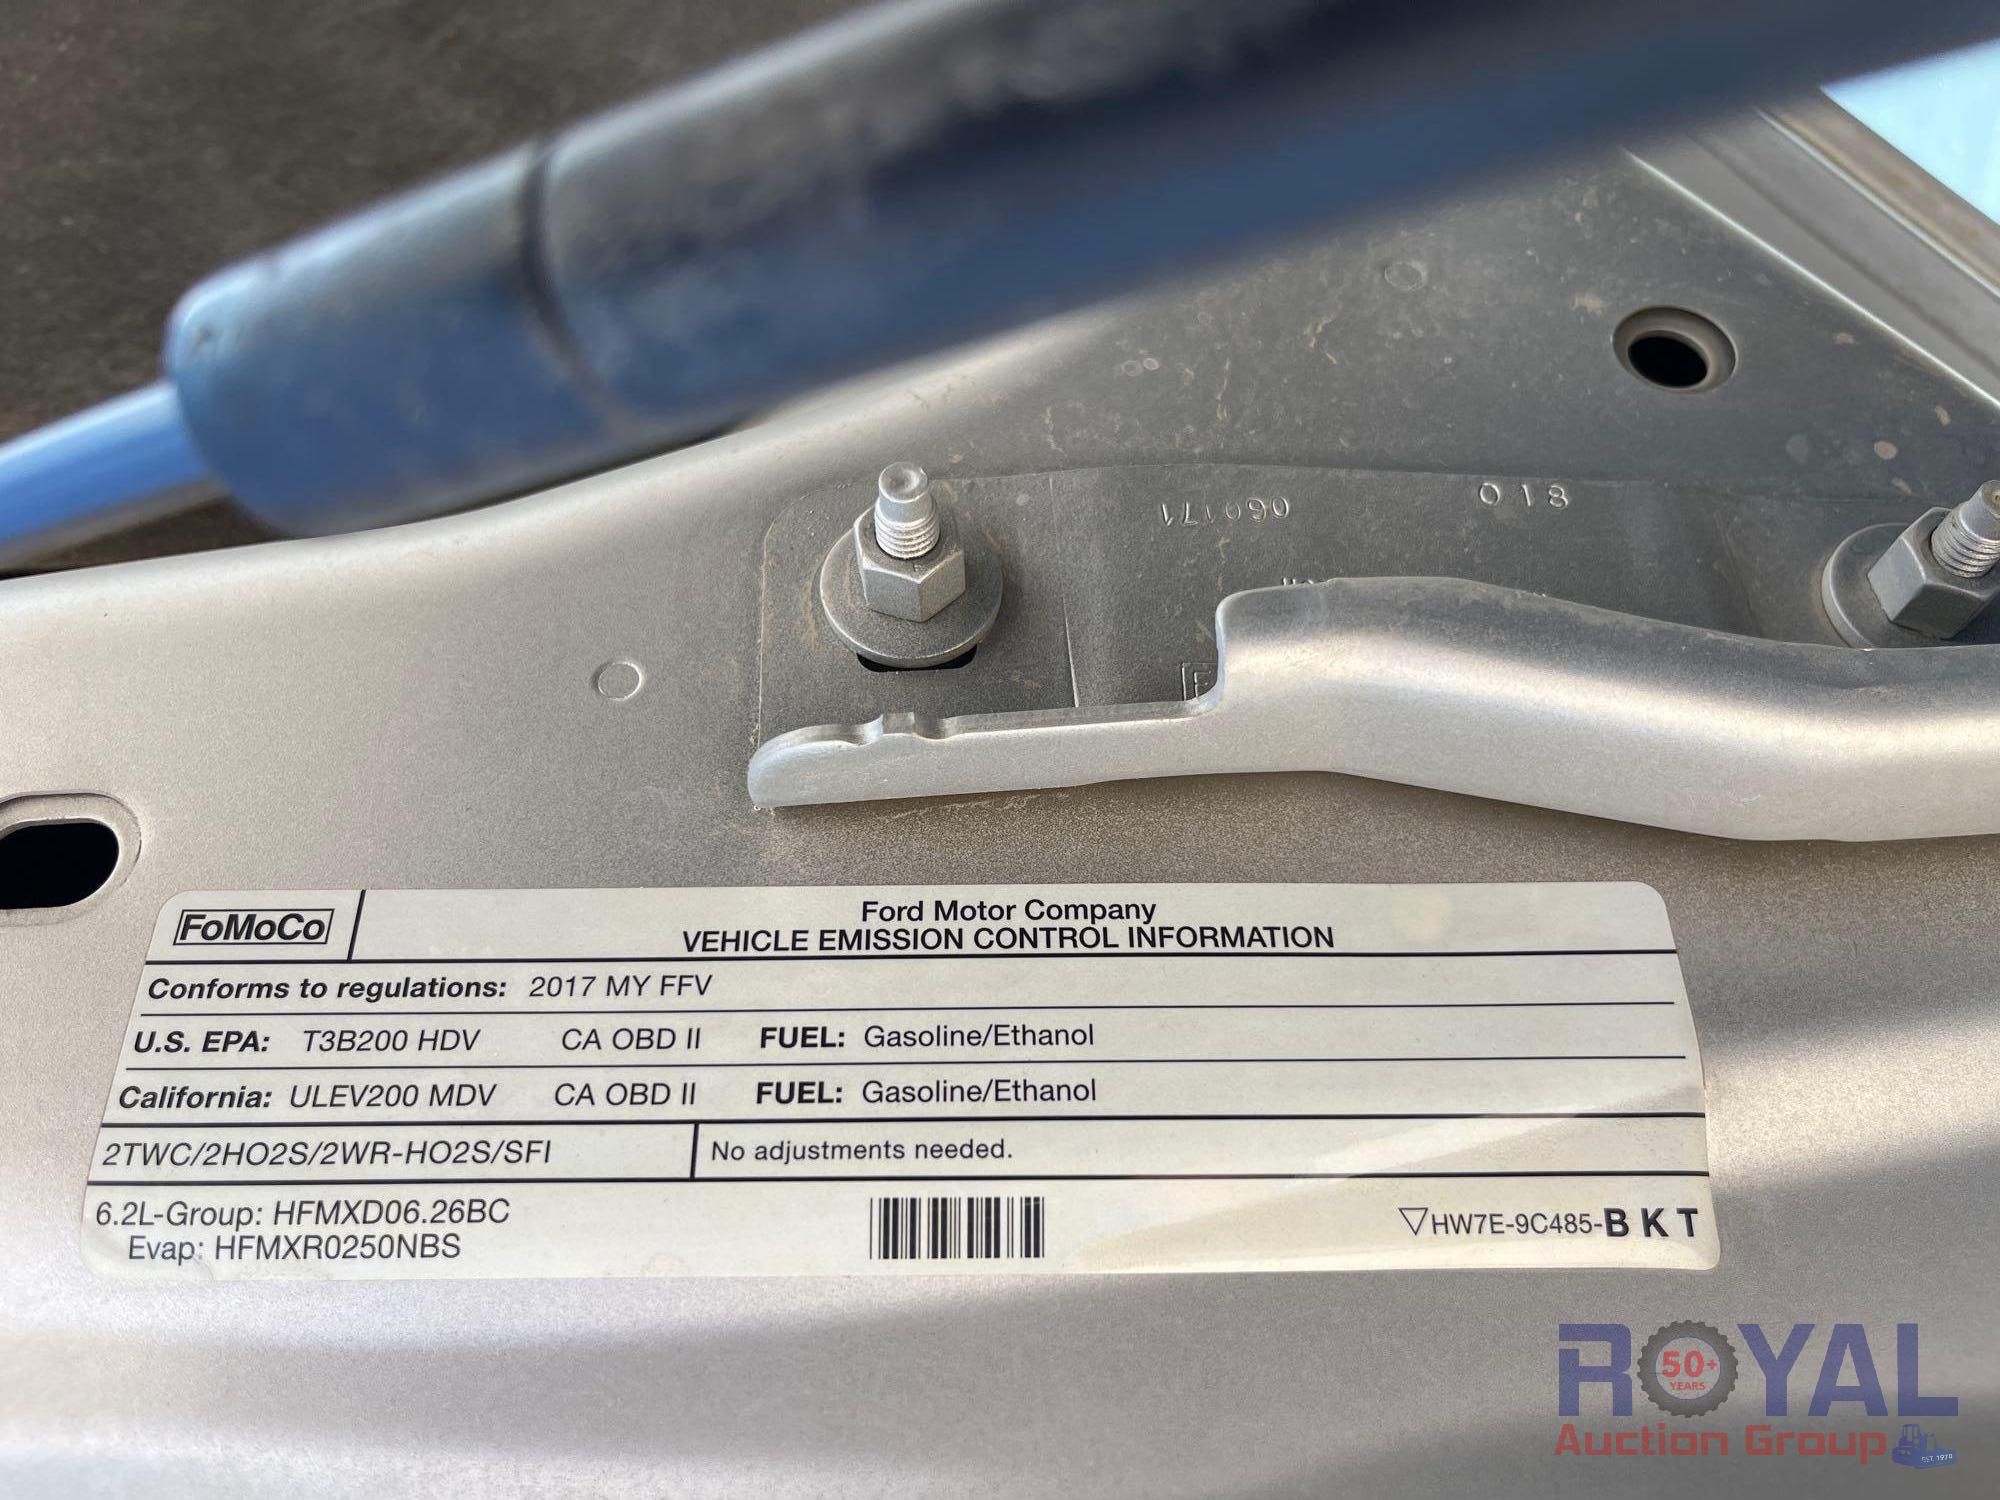 060171
018
FoMoCo
Ford Motor Company
VEHICLE EMISSION CONTROL INFORMATION
Conforms to regulations: 2017 MY FFV
U.S. EPA: T3B200 HDV CA OBD II FUEL: Gasoline/Ethanol
California: ULEV200 MDV CA OBD II FUEL: Gasoline/Ethanol
2TWC/2HO2S/2WR-HO2S/SFI
No adjustments needed.
6.2L-Group: HFMXD06.26BC
Evap: HFMXR0250NBS
▽HW7E-9C485-BKT
ROYAL
50+
YEARS
Auction Group
EST. 1970